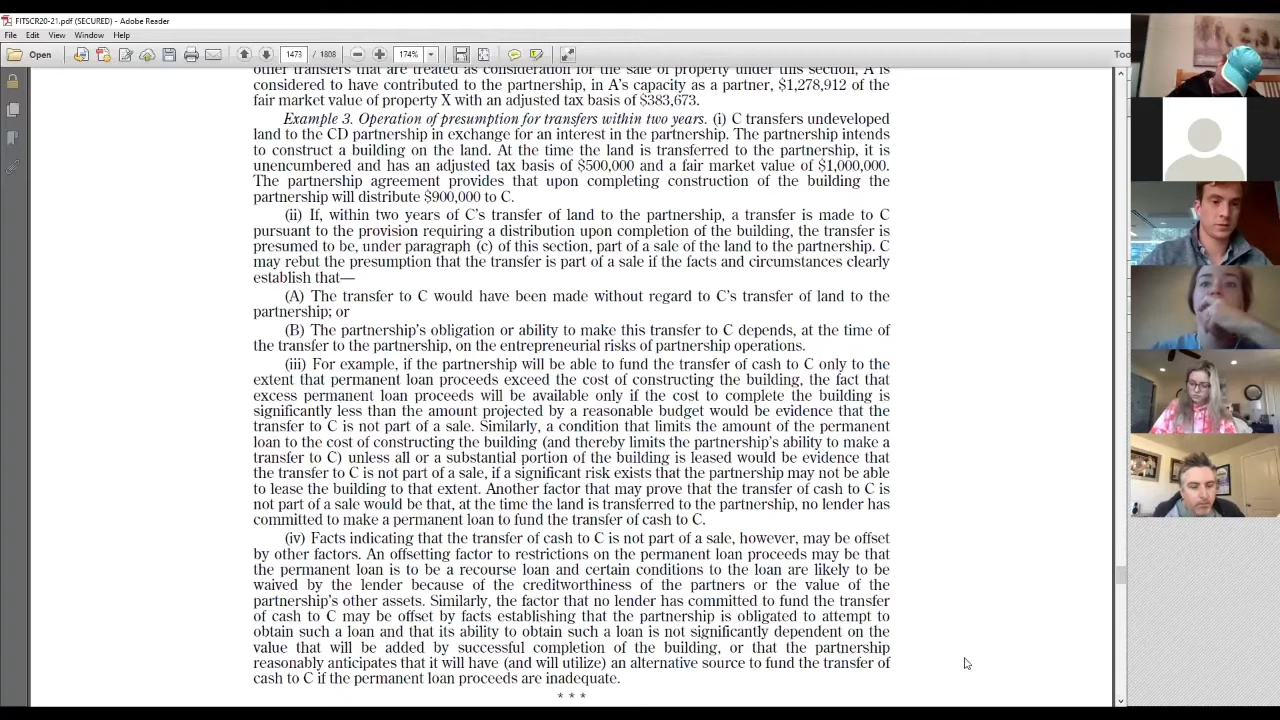 FITSCR20-21.pdf (SECURED) - Adobe Reader
File Edit View Window Help
Open 1473 / 1808 174% Too
other transfers that are treated as consideration for the sale of property under this section, A is
considered to have contributed to the partnership, in A's capacity as a partner, $1,278,912 of the
fair market value of property X with an adjusted tax basis of $383,673.
Example 3. Operation of presumption for transfers within two years. (i) C transfers undeveloped
land to the CD partnership in exchange for an interest in the partnership. The partnership intends
to construct a building on the land. At the time the land is transferred to the partnership, it is
unencumbered and has an adjusted tax basis of $500,000 and a fair market value of $1,000,000.
The partnership agreement provides that upon completing construction of the building the
partnership will distribute $900,000 to C.
(ii) If, within two years of C's transfer of land to the partnership, a transfer is made to C
pursuant to the provision requiring a distribution upon completion of the building, the transfer is
presumed to be, under paragraph (c) of this section, part of a sale of the land to the partnership. C
may rebut the presumption that the transfer is part of a sale if the facts and circumstances clearly
establish that—
(A) The transfer to C would have been made without regard to C's transfer of land to the
partnership; or
(B) The partnership's obligation or ability to make this transfer to C depends, at the time of
the transfer to the partnership, on the entrepreneurial risks of partnership operations.
(iii) For example, if the partnership will be able to fund the transfer of cash to C only to the
extent that permanent loan proceeds exceed the cost of constructing the building, the fact that
excess permanent loan proceeds will be available only if the cost to complete the building is
significantly less than the amount projected by a reasonable budget would be evidence that the
transfer to C is not part of a sale. Similarly, a condition that limits the amount of the permanent
loan to the cost of constructing the building (and thereby limits the partnership's ability to make a
transfer to C) unless all or a substantial portion of the building is leased would be evidence that
the transfer to C is not part of a sale, if a significant risk exists that the partnership may not be able
to lease the building to that extent. Another factor that may prove that the transfer of cash to C is
not part of a sale would be that, at the time the land is transferred to the partnership, no lender has
committed to make a permanent loan to fund the transfer of cash to C.
(iv) Facts indicating that the transfer of cash to C is not part of a sale, however, may be offset
by other factors. An offsetting factor to restrictions on the permanent loan proceeds may be that
the permanent loan is to be a recourse loan and certain conditions to the loan are likely to be
waived by the lender because of the creditworthiness of the partners or the value of the
partnership's other assets. Similarly, the factor that no lender has committed to fund the transfer
of cash to C may be offset by facts establishing that the partnership is obligated to attempt to
obtain such a loan and that its ability to obtain such a loan is not significantly dependent on the
value that will be added by successful completion of the building, or that the partnership
reasonably anticipates that it will have (and will utilize) an alternative source to fund the transfer of
cash to C if the permanent loan proceeds are inadequate.
* * *